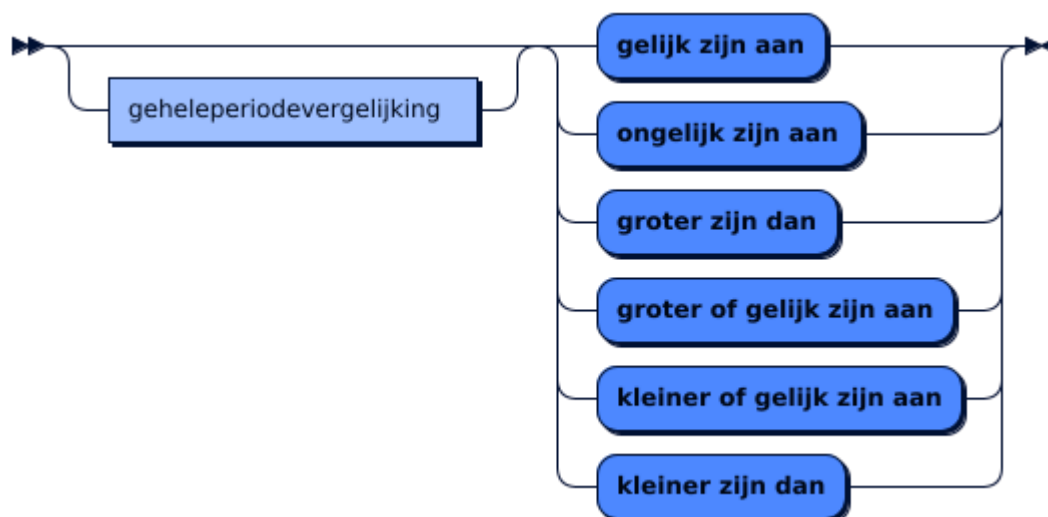 gelijk zijn aan
geheleperiodevergelijking
ongelijk zijn aan
groter zijn dan
groter of gelijk zijn aan
kleiner of gelijk zijn aan
kleiner zijn dan